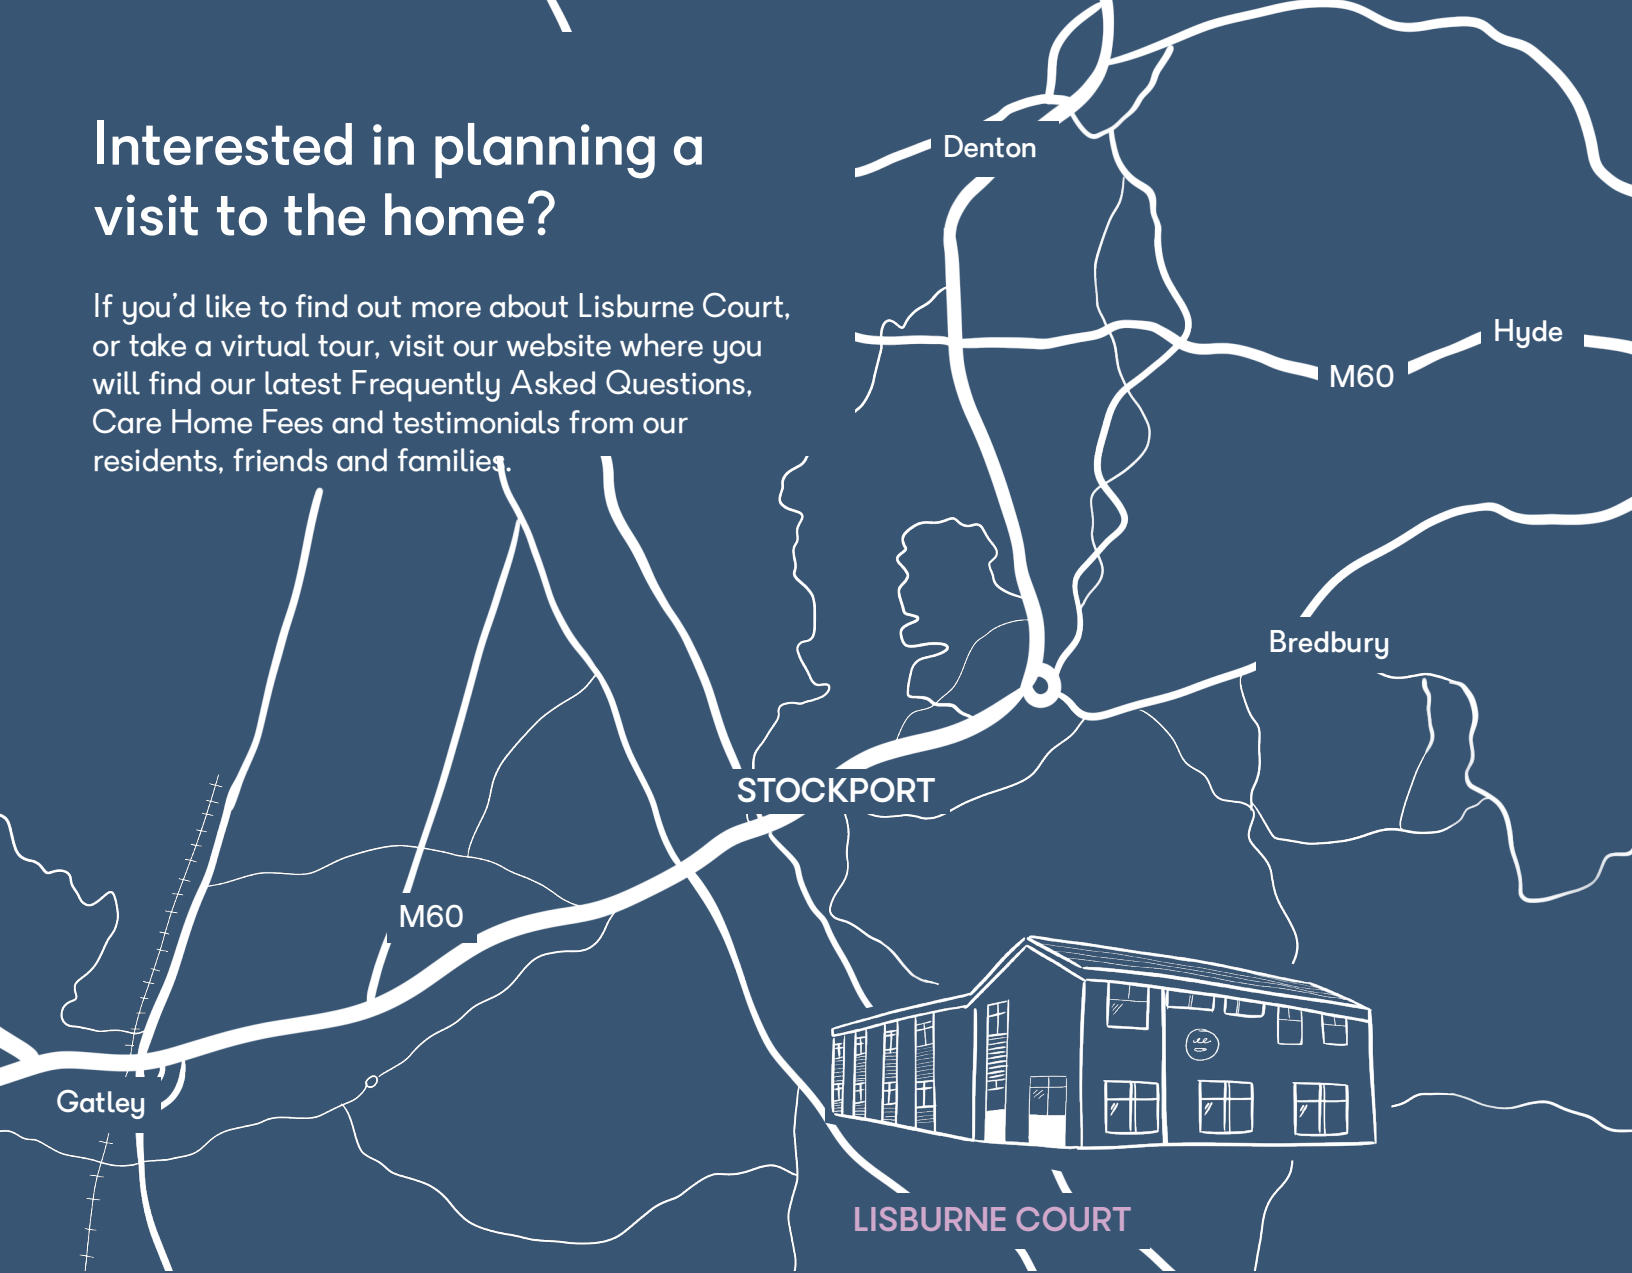 Interested in planning a
visit to the home?
If you’d like to find out more about Lisburne Court,
or take a virtual tour, visit our website where you
will find our latest Frequently Asked Questions,
Care Home Fees and testimonials from our
residents, friends and families.
Denton
Hyde
M60
Bredbury
STOCKPORT
M60
Gatley
LISBURNE COURT